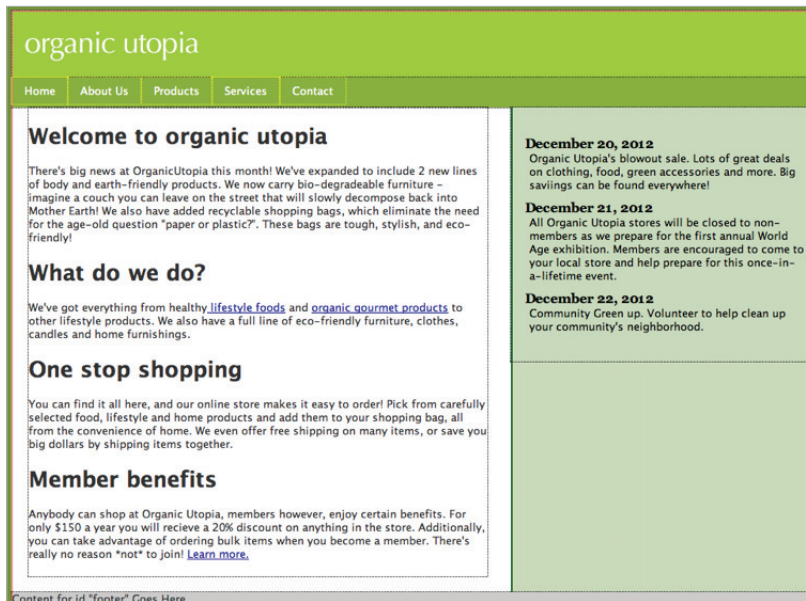 organic utopia
Home About Us Products Services Contact
Welcome to organic utopia
There's big news at OrganicUtopia this month! We've expanded to include 2 new lines
of body and earth-friendly products. We now carry bio-degradeable furniture -
imagine a couch you can leave on the street that will slowly decompose back into
Mother Earth! We also have added recyclable shopping bags, which eliminate the need
for the age-old question "paper or plastic?". These bags are tough, stylish, and eco-
friendly!
What do we do?
We've got everything from healthy lifestyle foods and organic gourmet products to
other lifestyle products. We also have a full line of eco-friendly furniture, clothes,
candles and home furnishings.
One stop shopping
You can find it all here, and our online store makes it easy to order! Pick from carefully
selected food, lifestyle and home products and add them to your shopping bag, all
from the convenience of home. We even offer free shipping on many items, or save you
big dollars by shipping items together.
Member benefits
Anybody can shop at Organic Utopia, members however, enjoy certain benefits. For
only $150 a year you will recieve a 20% discount on anything in the store. Additionally,
you can take advantage of ordering bulk items when you become a member. There's
really no reason *not* to join! Learn more.
December 20, 2012
Organic Utopia's blowout sale. Lots of great deals
on clothing, food, green accessories and more. Big
saviings can be found everywhere!
December 21, 2012
All Organic Utopia stores will be closed to non-
members as we prepare for the first annual World
Age exhibition. Members are encouraged to come to
your local store and help prepare for this once-in-
a-lifetime event.
December 22, 2012
Community Green up. Volunteer to help clean up
your community's neighborhood.
Content for id "footer" Goes Here